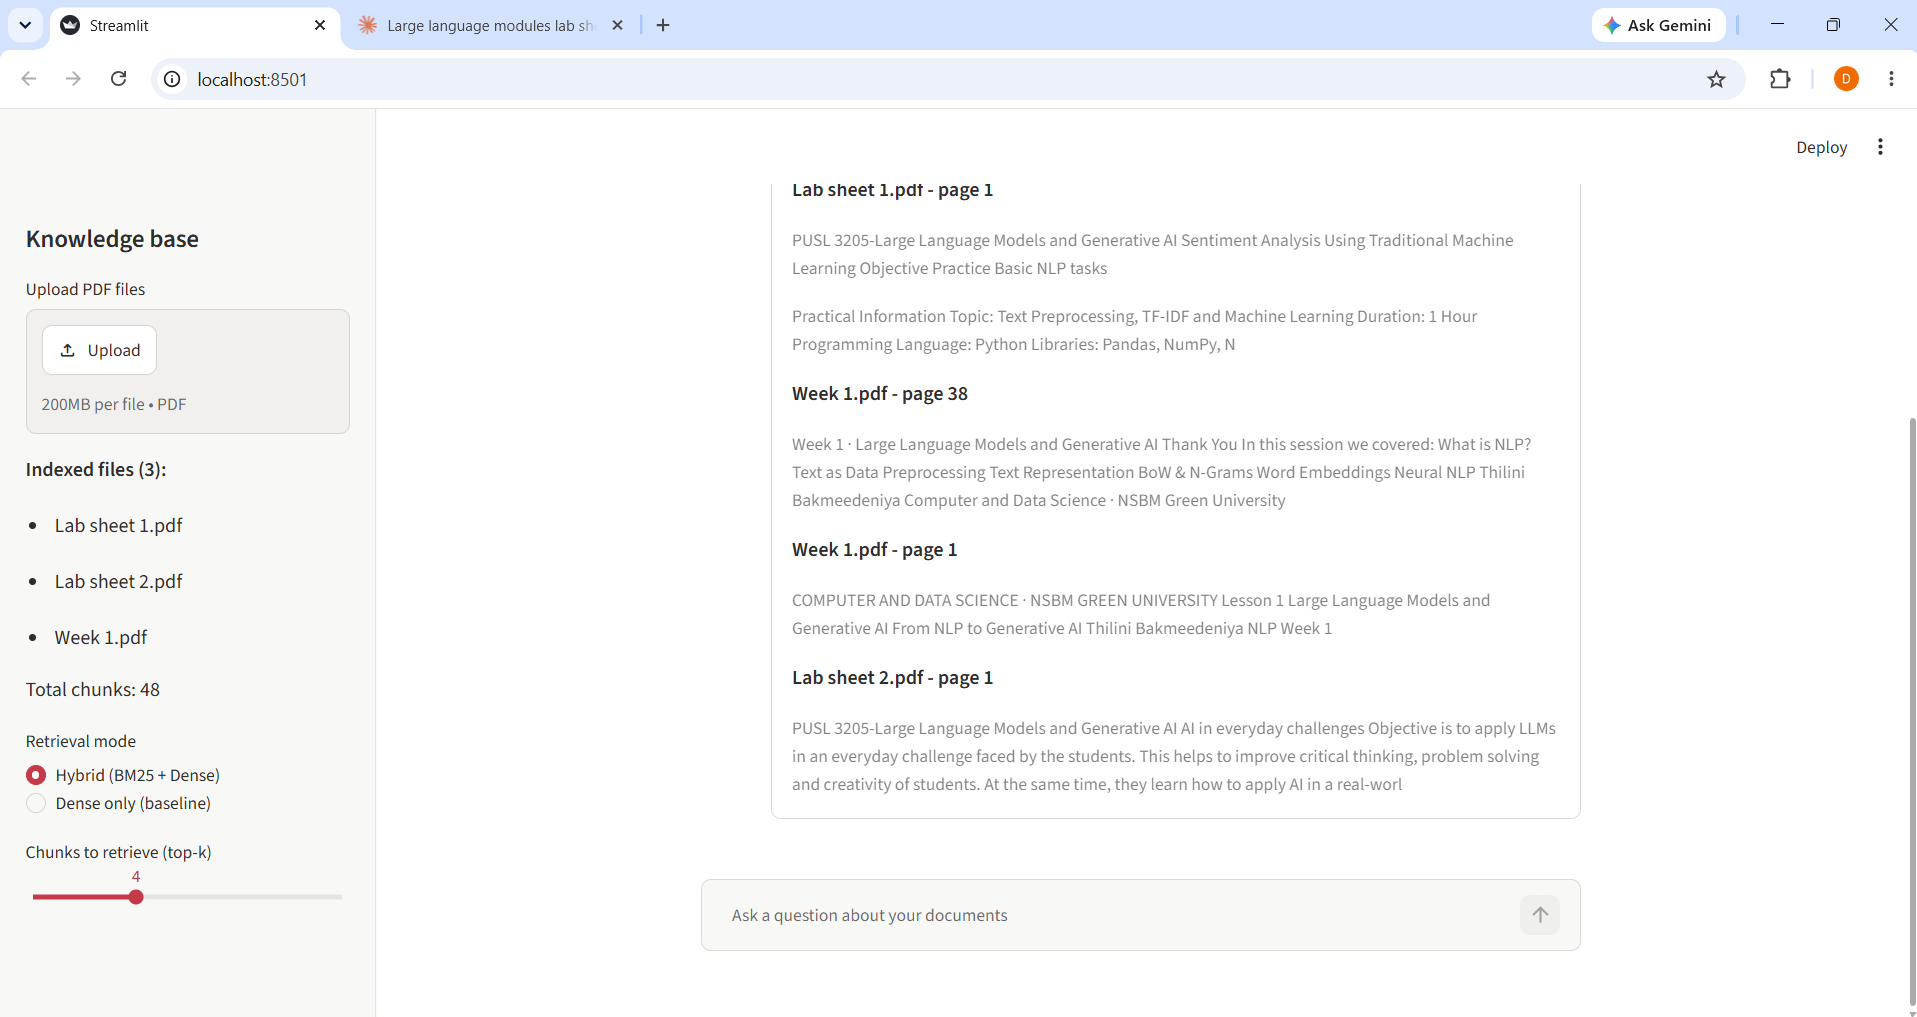 Streamlit
Large language modules lab sh
Ask Gemini
localhost:8501
D
Deploy
Knowledge base
Upload PDF files
Upload
200MB per file • PDF
Indexed files (3):
• Lab sheet 1.pdf
• Lab sheet 2.pdf
• Week 1.pdf
Total chunks: 48
Retrieval mode
Hybrid (BM25 + Dense)
Dense only (baseline)
Chunks to retrieve (top-k)
4
Lab sheet 1.pdf - page 1
PUSL 3205-Large Language Models and Generative AI Sentiment Analysis Using Traditional Machine
Learning Objective Practice Basic NLP tasks
Practical Information Topic: Text Preprocessing, TF-IDF and Machine Learning Duration: 1 Hour
Programming Language: Python Libraries: Pandas, NumPy, N
Week 1.pdf - page 38
Week 1 · Large Language Models and Generative AI Thank You In this session we covered: What is NLP?
Text as Data Preprocessing Text Representation BoW & N-Grams Word Embeddings Neural NLP Thilini
Bakmeedeniya Computer and Data Science · NSBM Green University
Week 1.pdf - page 1
COMPUTER AND DATA SCIENCE · NSBM GREEN UNIVERSITY Lesson 1 Large Language Models and
Generative AI From NLP to Generative AI Thilini Bakmeedeniya NLP Week 1
Lab sheet 2.pdf - page 1
PUSL 3205-Large Language Models and Generative AI AI in everyday challenges Objective is to apply LLMs
in an everyday challenge faced by the students. This helps to improve critical thinking, problem solving
and creativity of students. At the same time, they learn how to apply AI in a real-worl
Ask a question about your documents